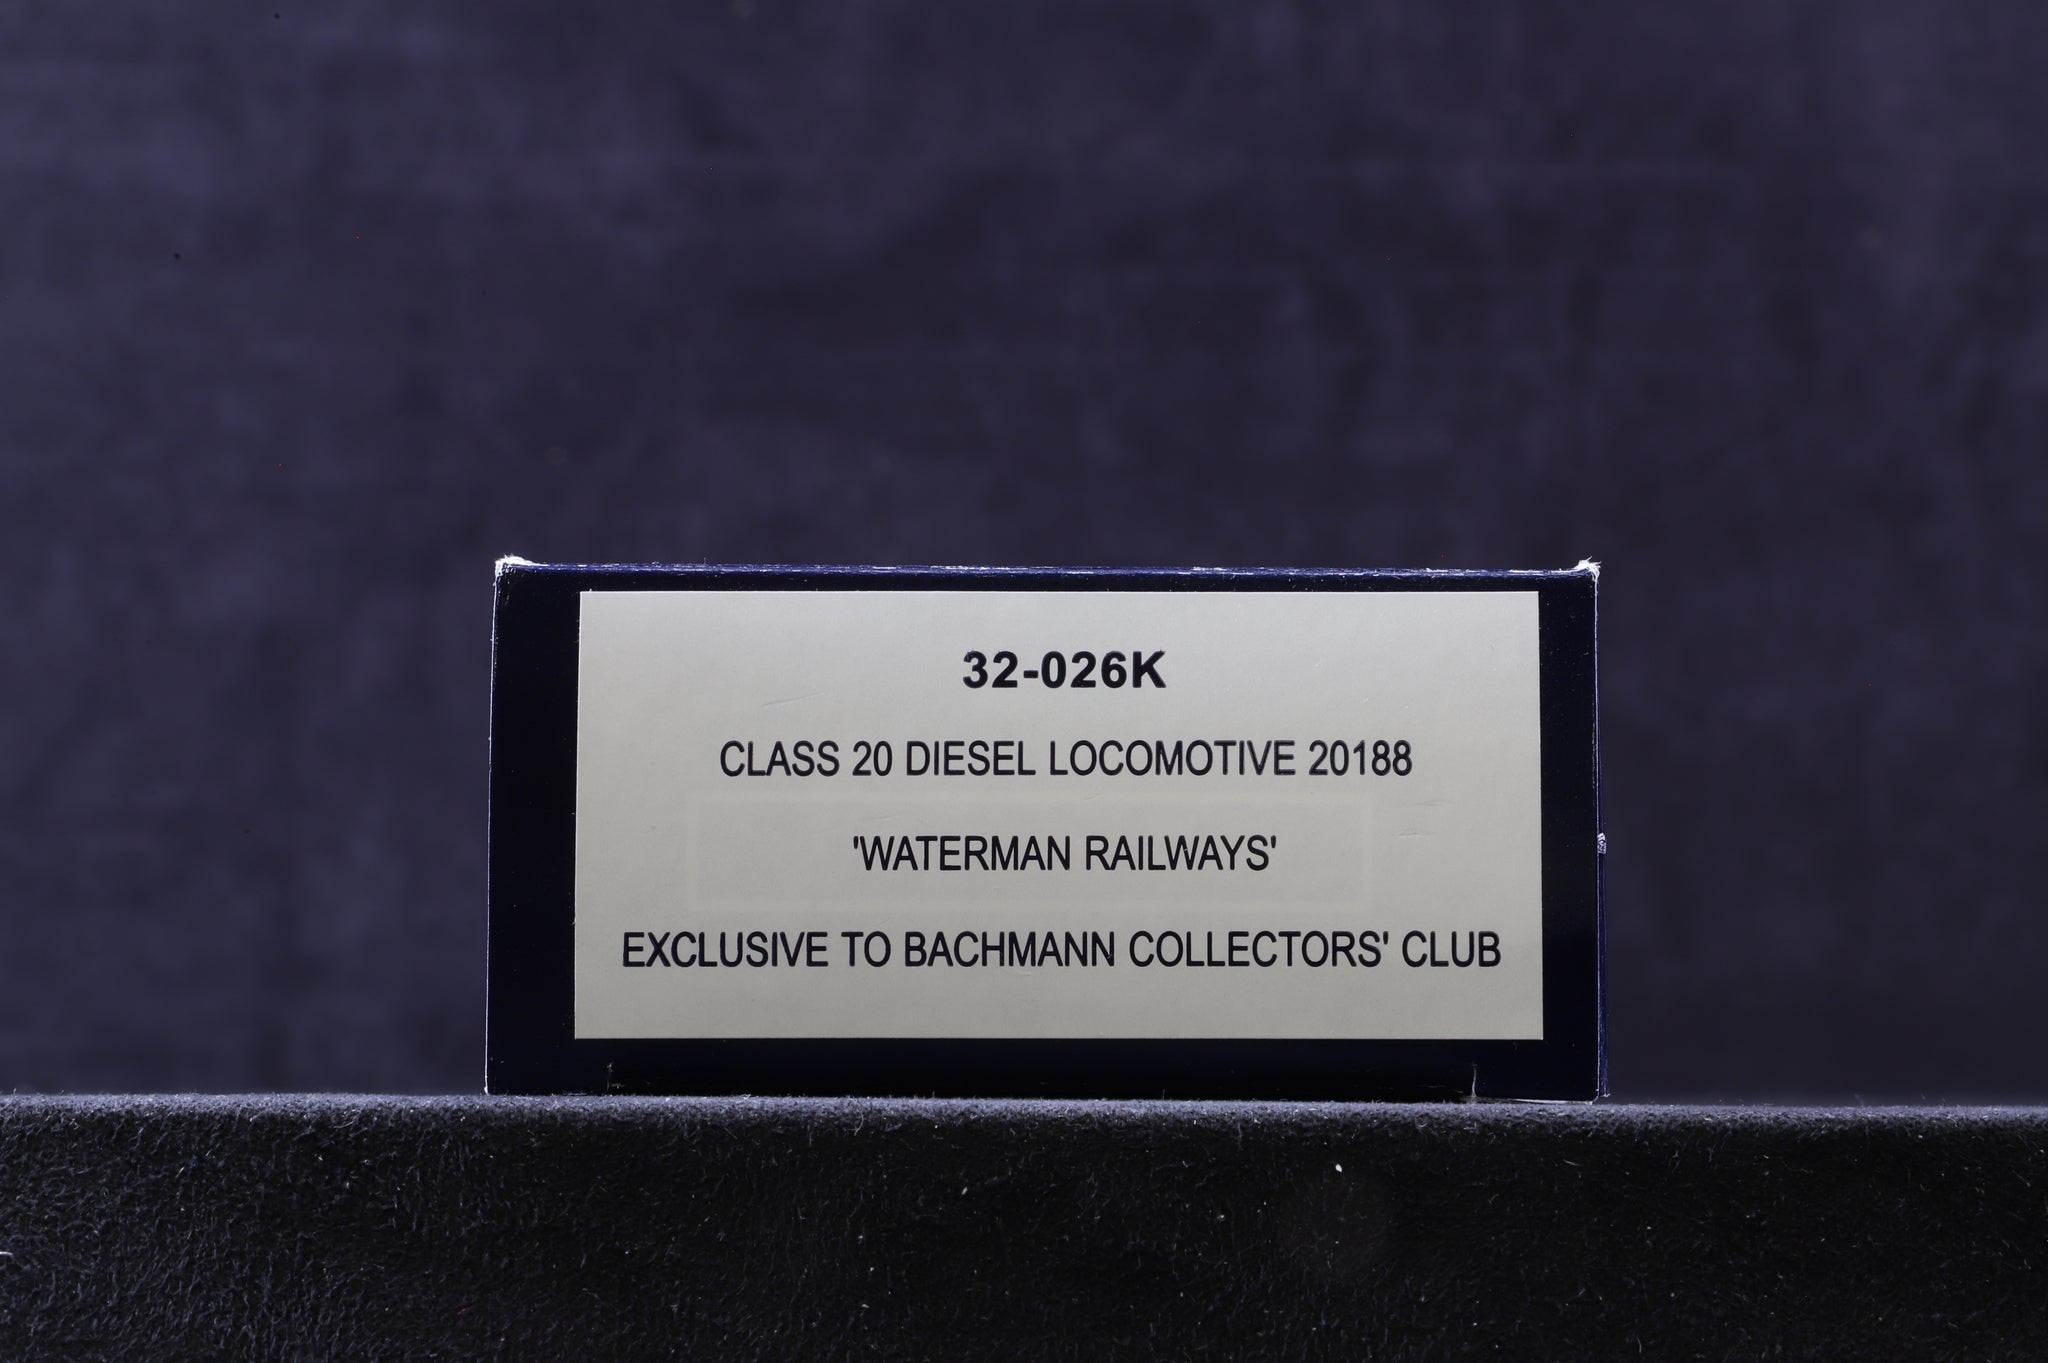 32-026K
CLASS 20 DIESEL LOCOMOTIVE 20188
'WATERMAN RAILWAYS'
EXCLUSIVE TO BACHMANN COLLECTORS' CLUB